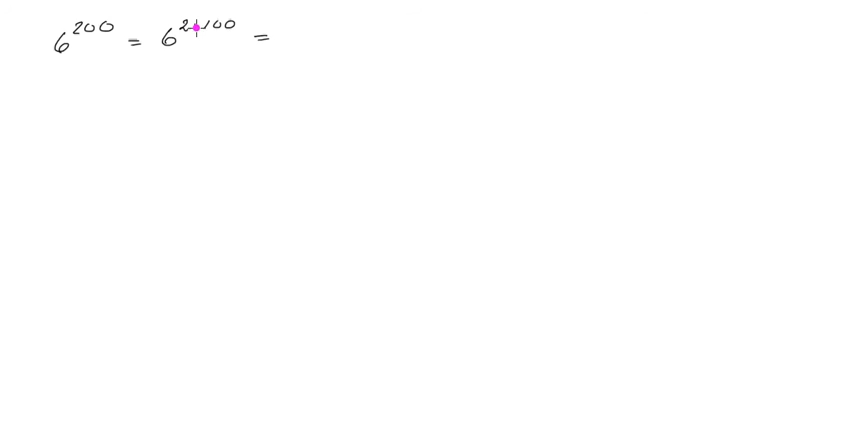 6^{200} = 6^{2·100} =